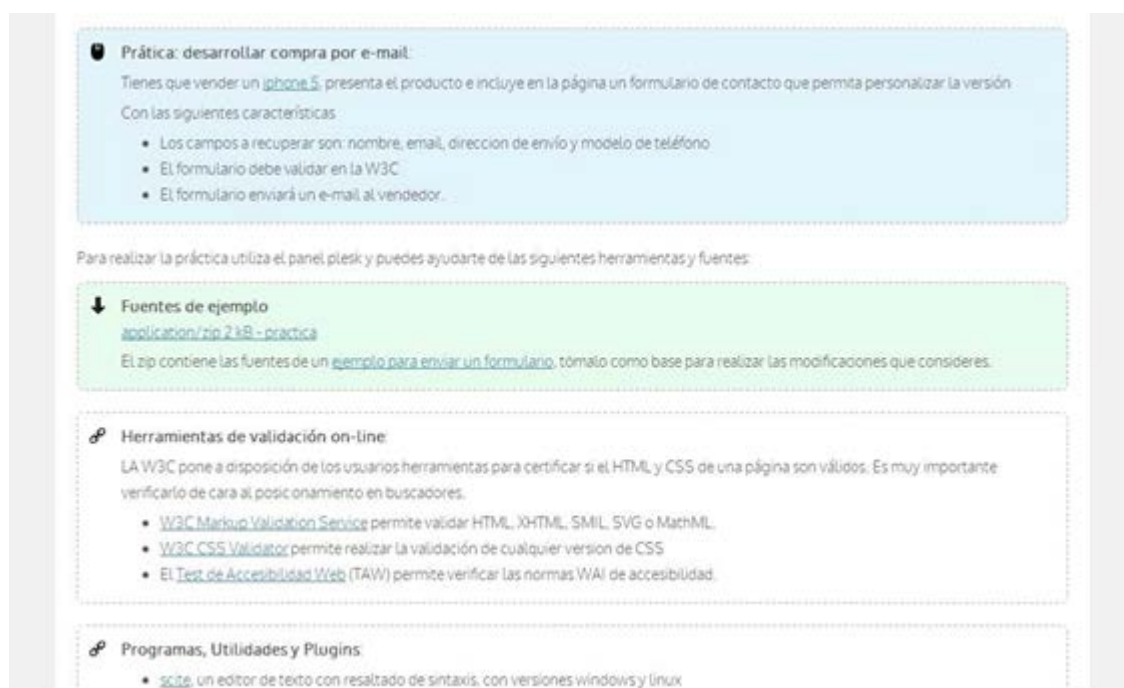 Prática: desarrollar compra por e-mail:
Tienes que vender un iphone 5, presenta el producto e incluye en la página un formulario de contacto que permita personalizar la versión
Con las siguientes características
• Los campos a recuperar son: nombre, email, direccion de envío y modelo de teléfono
• El formulario debe validar en la W3C
• El formulario enviará un e-mail al vendedor.
Para realizar la práctica utiliza el panel plesk y puedes ayudarte de las siguientes herramientas y fuentes:
Fuentes de ejemplo
application/zip 2 kB - practica
El zip contiene las fuentes de un ejemplo para enviar un formulario, tómalo como base para realizar las modificaciones que consideres.
Herramientas de validación on-line:
LA W3C pone a disposición de los usuarios herramientas para certificar si el HTML y CSS de una página son válidos. Es muy importante
verificarlo de cara al posicionamiento en buscadores.
• W3C Markup Validation Service permite validar HTML, XHTML, SMIL, SVG o MathML.
• W3C CSS Validator permite realizar la validación de cualquier version de CSS
• El Test de Accesibilidad Web (TAW) permite verificar las normas WAI de accesibilidad.
Programas, Utilidades y Plugins
• scite, un editor de texto con resaltado de sintaxis, con versiones windows y linux